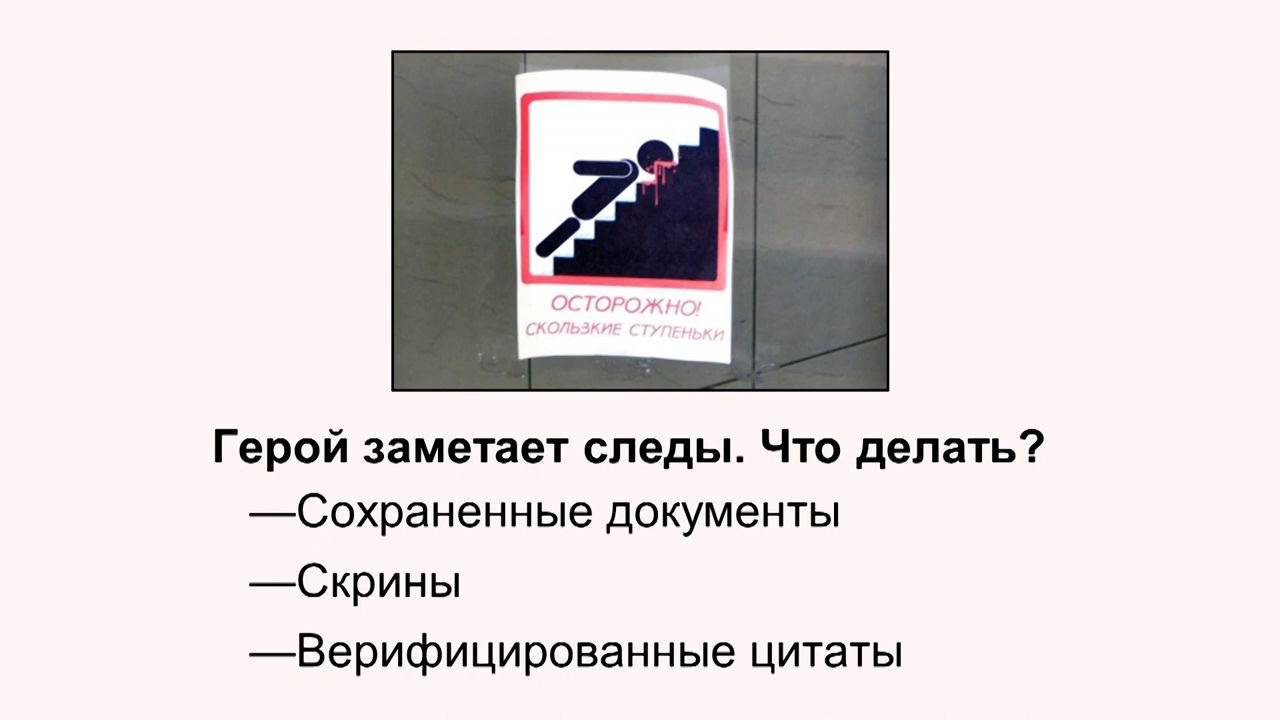 ОСТОРОЖНО!
СКОЛЬЗКИЕ СТУПЕНЬКИ
Герой заметает следы. Что делать?
—Сохраненные документы
—Скрины
—Верифицированные цитаты